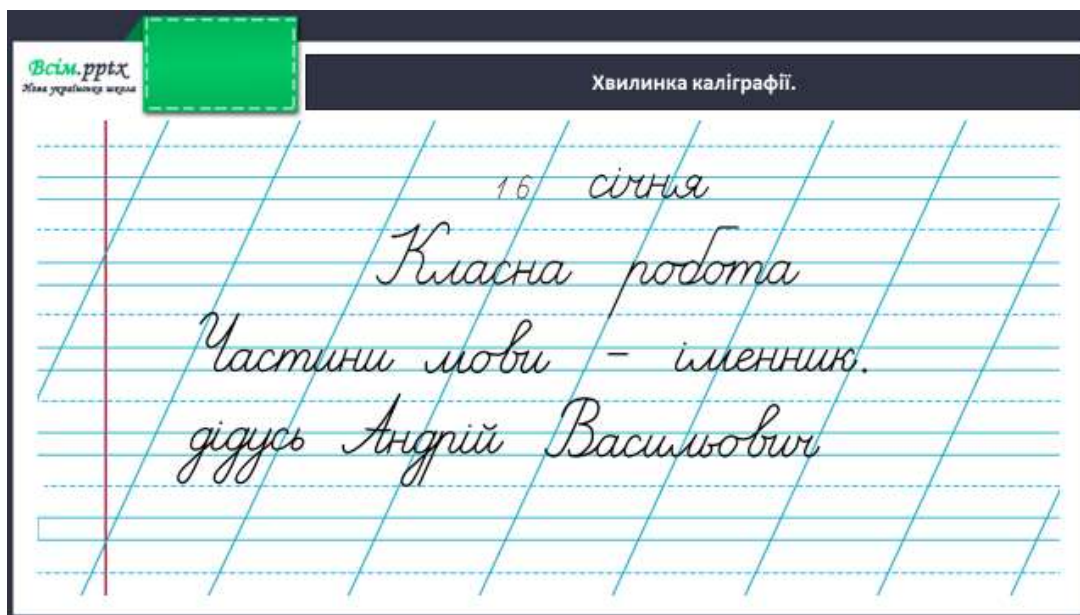 Всім.pptx
Нова українська школа
Хвилинка каліграфії.
16 січня
Класна робота
Частини мови – іменник.
дідусь Андрій Васильович